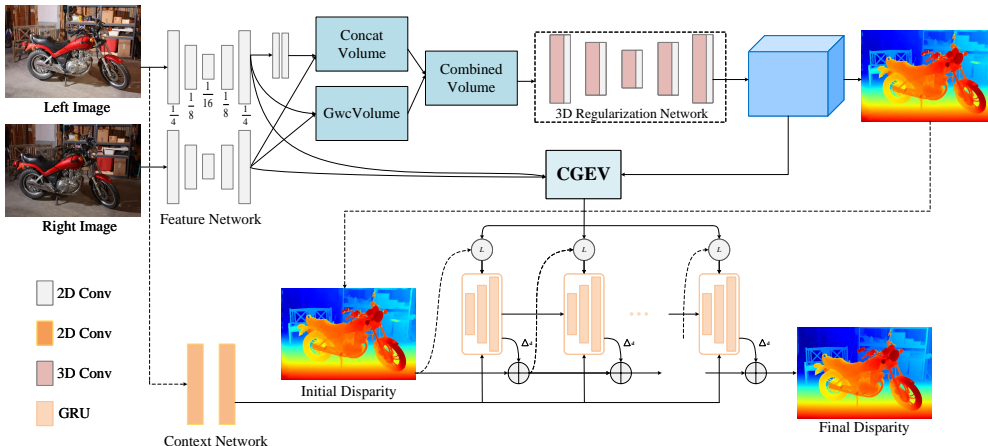 Left Image
Right Image
1/4
1/8
1/16
1/8
1/4
Feature Network
Concat
Volume
GwcVolume
Combined
Volume
3D Regularization Network
CGEV
L
L
L
2D Conv
2D Conv
3D Conv
GRU
Context Network
Initial Disparity
Δd
Δd
Δd
Final Disparity